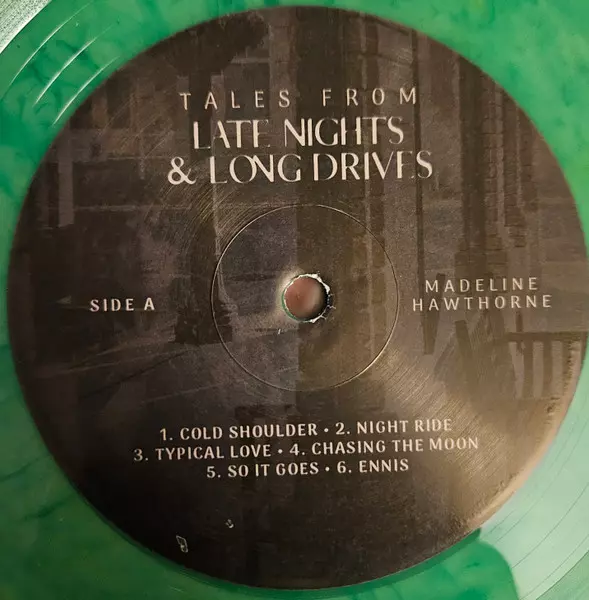 TALES FROM
LATE NIGHTS
& LONG DRIVES
SIDE A
MADELINE
HAWTHORNE
1. COLD SHOULDER • 2. NIGHT RIDE
3. TYPICAL LOVE • 4. CHASING THE MOON
5. SO IT GOES • 6. ENNIS